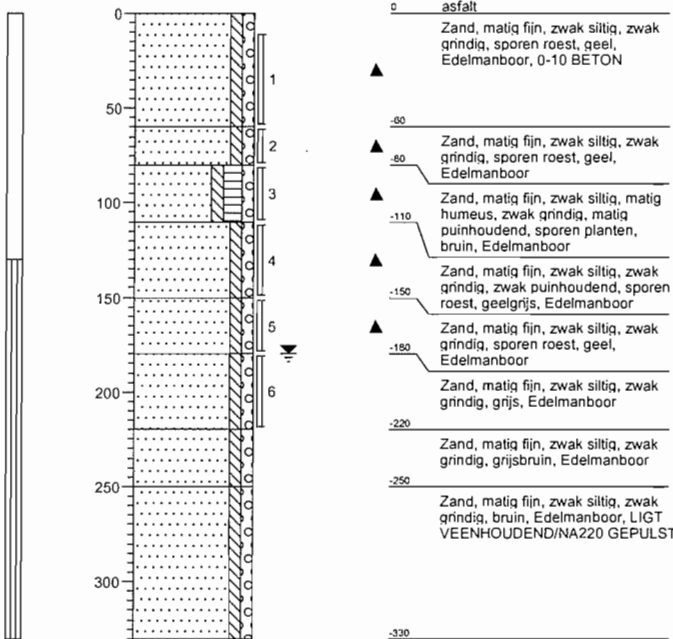 0
50
100
150
200
250
300
1
2
3
4
5
6
0 asfalt
Zand, matig fijn, zwak siltig, zwak
grindig, sporen roest, geel,
Edelmanboor, 0-10 BETON
-60
Zand, matig fijn, zwak siltig, zwak
grindig, sporen roest, geel,
Edelmanboor
-80
Zand, matig fijn, zwak siltig, matig
humeus, zwak grindig, matig
puinhoudend, sporen planten,
bruin, Edelmanboor
-110
Zand, matig fijn, zwak siltig, zwak
grindig, zwak puinhoudend, sporen
roest, geelgrijs, Edelmanboor
-150
Zand, matig fijn, zwak siltig, zwak
grindig, sporen roest, geel,
Edelmanboor
-180
Zand, matig fijn, zwak siltig, zwak
grindig, grijs, Edelmanboor
-220
Zand, matig fijn, zwak siltig, zwak
grindig, grijsbruin, Edelmanboor
-250
Zand, matig fijn, zwak siltig, zwak
grindig, bruin, Edelmanboor, LIGT
VEENHOUDEND/NA220 GEPULST
-330